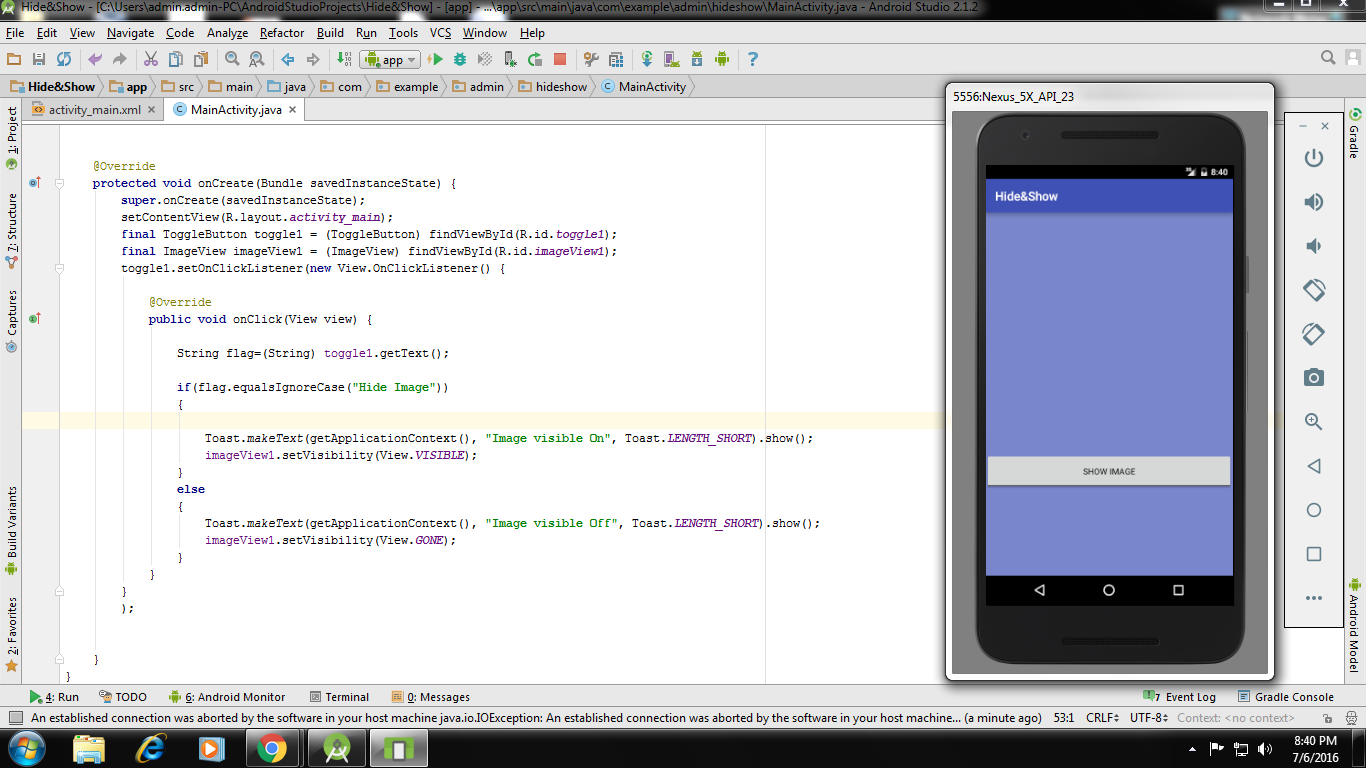 Hide&Show - [C:\Users\admin.admin-PC\AndroidStudioProjects\Hide&Show] - [app] - ...\app\src\main\java\com\example\admin\hideshow\MainActivity.java - Android Studio 2.1.2
File Edit View Navigate Code Analyze Refactor Build Run Tools VCS Window Help
app
Hide&Show app src main java com example admin hideshow MainActivity
activity_main.xml MainActivity.java
1: Project
7: Structure
Captures
Build Variants
2: Favorites
@Override
protected void onCreate(Bundle savedInstanceState) {
super.onCreate(savedInstanceState);
setContentView(R.layout.activity_main);
final ToggleButton toggle1 = (ToggleButton) findViewById(R.id.toggle1);
final ImageView imageView1 = (ImageView) findViewById(R.id.imageView1);
toggle1.setOnClickListener(new View.OnClickListener() {
@Override
public void onClick(View view) {
String flag=(String) toggle1.getText();
if(flag.equalsIgnoreCase("Hide Image"))
{
Toast.makeText(getApplicationContext(), "Image visible On", Toast.LENGTH_SHORT).show();
imageView1.setVisibility(View.VISIBLE);
}
else
{
Toast.makeText(getApplicationContext(), "Image visible Off", Toast.LENGTH_SHORT).show();
imageView1.setVisibility(View.GONE);
}
}
}
);
}
}
5556:Nexus_5X_API_23
8:40
Hide&Show
SHOW IMAGE
Gradle
Android Model
4: Run TODO 6: Android Monitor Terminal 0: Messages 7 Event Log Gradle Console
An established connection was aborted by the software in your host machine java.io.IOException: An established connection was aborted by the software in your host machine... (a minute ago) 53:1 CRLF UTF-8 Context: <no context>
8:40 PM
7/6/2016